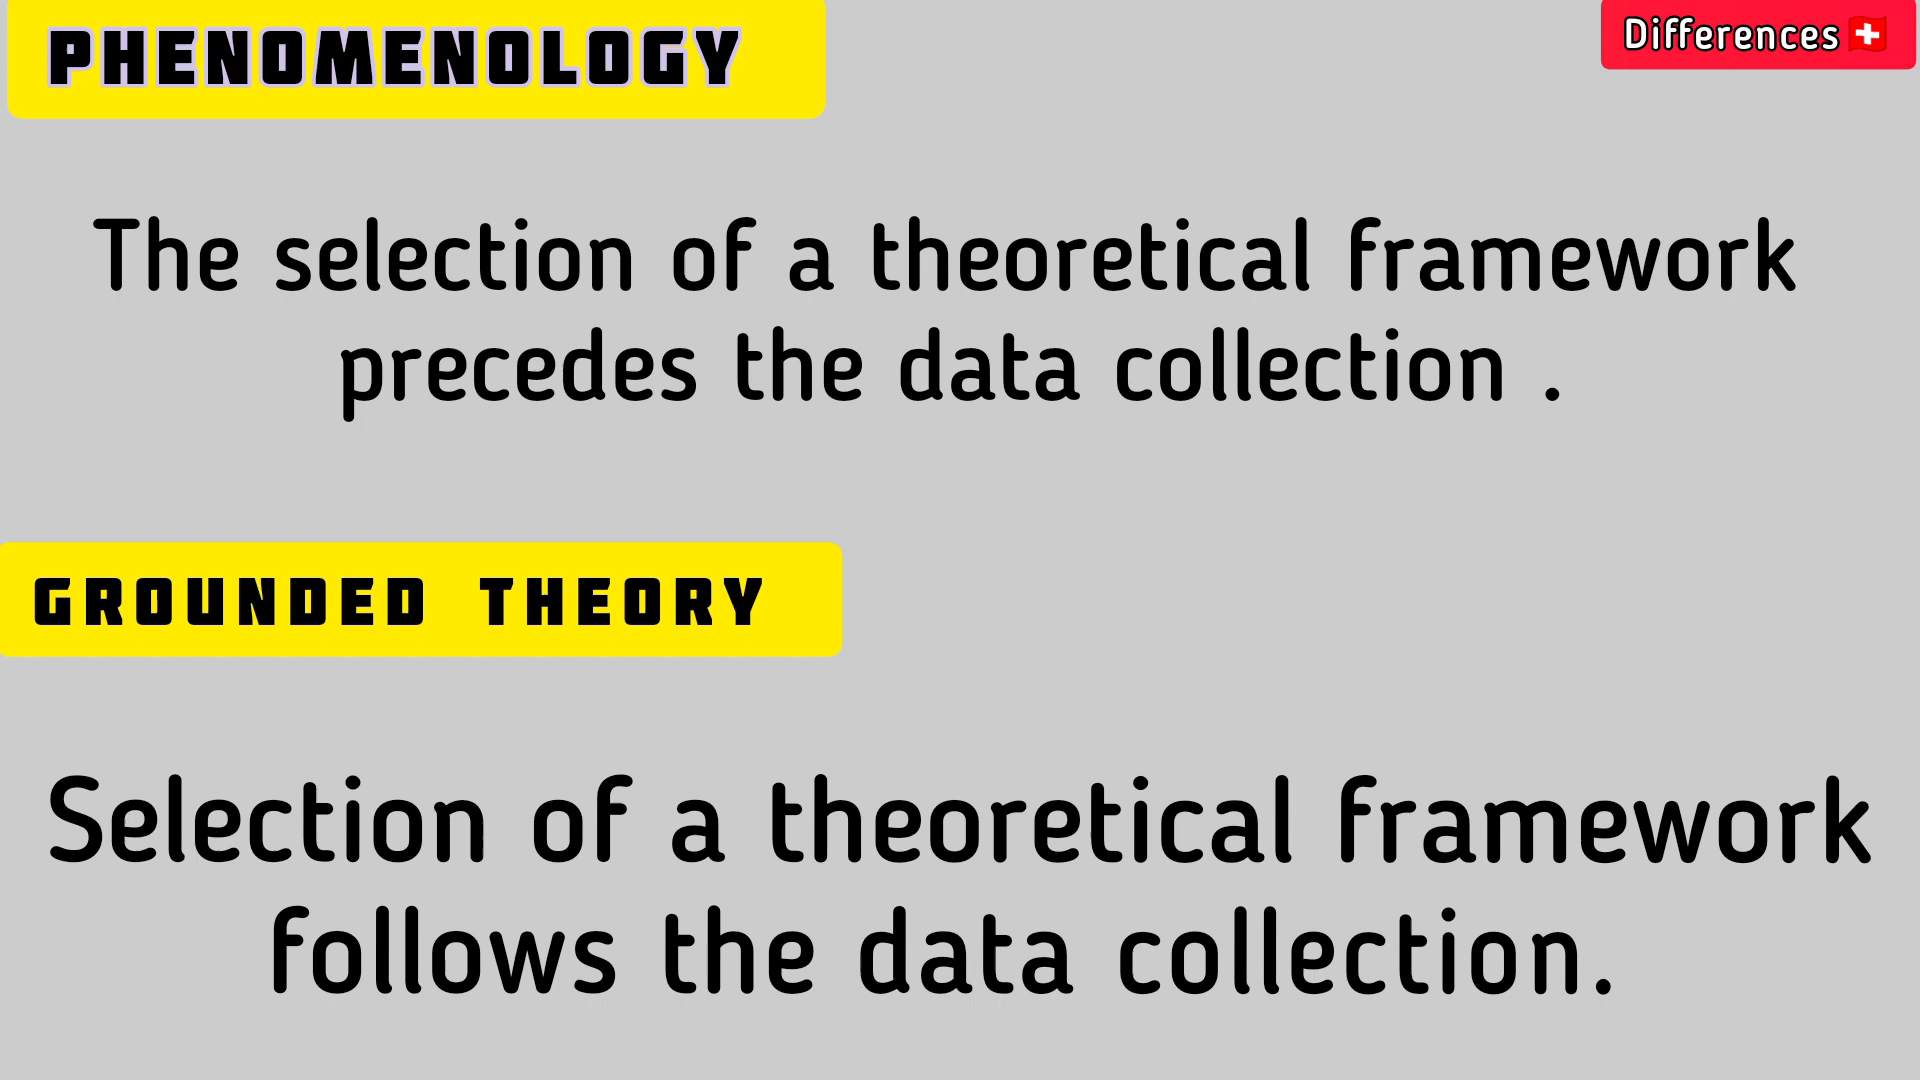 PHENOMENOLOGY
Differences
The selection of a theoretical framework
precedes the data collection .
GROUNDED THEORY
Selection of a theoretical framework
follows the data collection.